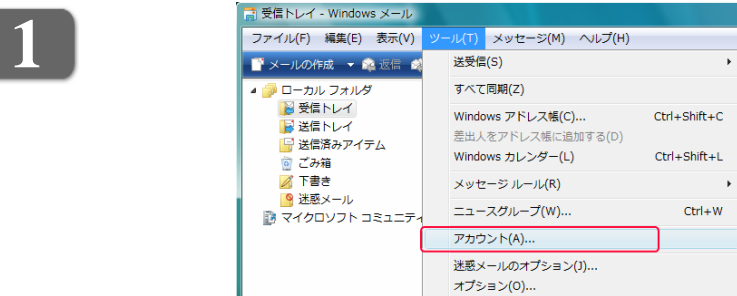 1
受信トレイ - Windows メール
ファイル(F) 編集(E) 表示(V) ツール(T) メッセージ(M) ヘルプ(H)
メールの作成 返信
ローカル フォルダ
受信トレイ
送信トレイ
送信済みアイテム
ごみ箱
下書き
迷惑メール
マイクロソフト コミュニティ
送受信(S)
すべて同期(Z)
Windows アドレス帳(C)... Ctrl+Shift+C
差出人をアドレス帳に追加する(D)
Windows カレンダー(L) Ctrl+Shift+L
メッセージ ルール(R)
ニュースグループ(W)... Ctrl+W
アカウント(A)...
迷惑メールのオプション(J)...
オプション(O)...